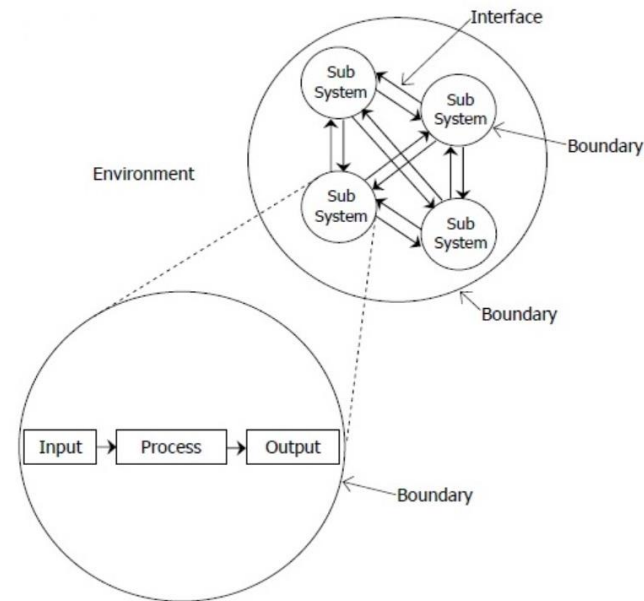 Interface
Sub
System
Sub
System
Boundary
Environment
Sub
System
Sub
System
Boundary
Input
Process
Output
Boundary